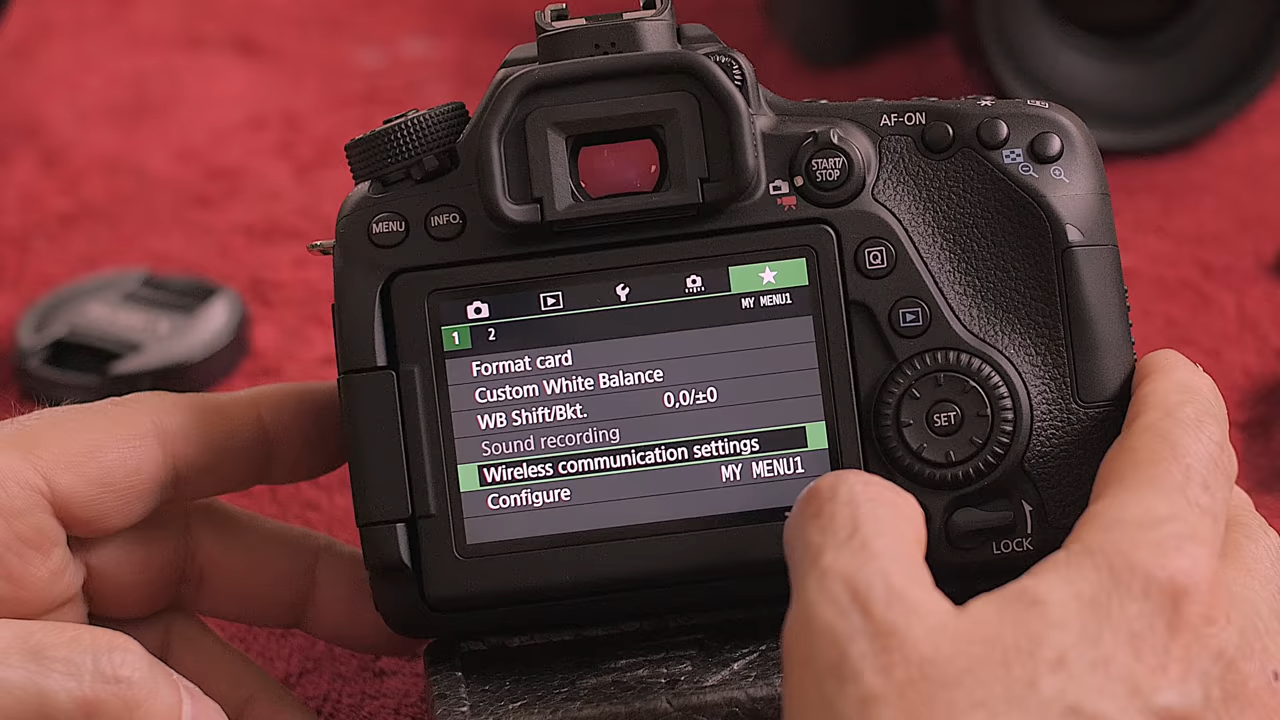 AF-ON
START/
STOP
MENU
INFO.
Q
MY MENU1
1 2
Format card
Custom White Balance
WB Shift/Bkt. 0,0/±0
Sound recording
Wireless communication settings
Configure MY MENU1
SET
LOCK